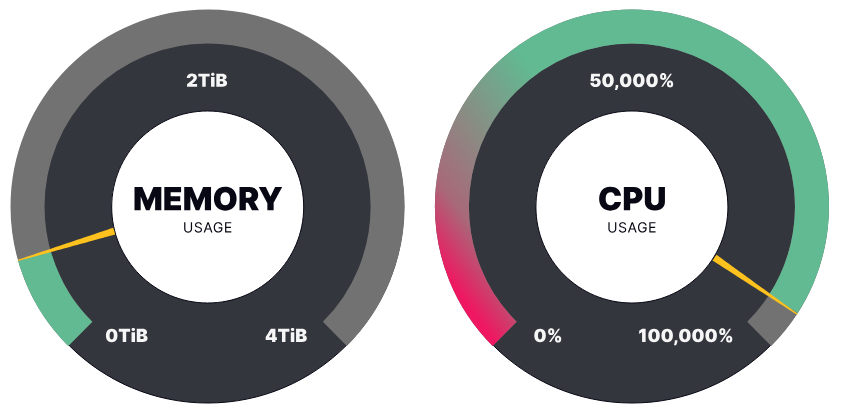 2TiB
MEMORY
USAGE
0TiB
4TiB
50,000%
CPU
USAGE
0%
100,000%